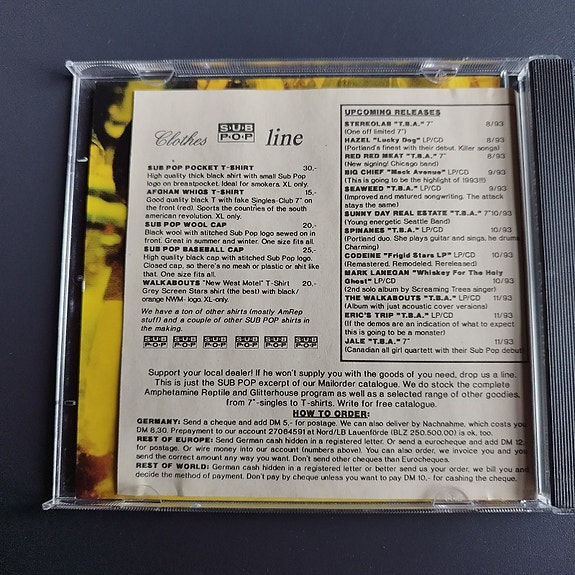 Clothes SUB POP line
SUB POP POCKET T-SHIRT 30,-
High quality thick black shirt with small Sub Pop
logo on breastpocket. Ideal for smokers. XL only.
AFGHAN WHIGS T-SHIRT 15,-
Good quality black T with fake Singles-Club 7" on
the front (red). Sports the countries of the south
american revolution. XL only.
SUB POP WOOL CAP 20,-
Black wool with stitched Sub Pop logo sewed on in
front. Great in summer and winter. One size fits all.
SUB POP BASEBALL CAP 25,-
High quality black cap with stitched Sub Pop logo.
Closed cap, so there's no mesh or plastic or shit like
that. One size fits all.
WALKABOUTS "New West Motel" T-Shirt 20,-
Grey Screen Stars shirt (the best) with black/
orange NWM- logo. XL-only.
We have a ton of other shirts (mostly AmRep
stuff) and a couple of other SUB POP shirts in
the making.
SUB POP SUB POP SUB POP SUB POP SUB POP SUB POP
UPCOMING RELEASES
STEREOLAB "T.B.A." 7" 8/93
(One off limited 7")
HAZEL "Lucky Dog" LP/CD 8/93
(Portland's finest with their debut. Killer songs)
RED RED MEAT "T.B.A." LP/CD 8/93
(New signing! Chicago band)
BIG CHIEF "Mack Avenue" LP/CD 9/93
(This is going to be the highlight of 1993!!!)
SEAWEED "T.B.A." LP/CD 9/93
(Improved and matured songwriting. The attack
stays the same)
SUNNY DAY REAL ESTATE "T.B.A." 7" 10/93
(Young energetic Seattle Band)
SPINANES "T.B.A." LP/CD 10/93
(Portland duo. She plays guitar and sings, he drums.
Charming)
CODEINE "Frigid Stars LP" LP/CD 10/93
(Remastered. Remodeled. Rereleased)
MARK LANEGAN "Whiskey For The Holy
Ghost" LP/CD 10/93
(2nd solo album by Screaming Trees singer)
THE WALKABOUTS "T.B.A." LP/CD 11/93
(Album with just acoustic cover versions)
ERIC'S TRIP "T.B.A." LP/CD 11/93
(If the demos are an indication of what to expect
this is going to be a monster)
JALE "T.B.A." 7" 11/93
(Canadian all girl quartett with their Sub Pop debut)
Support your local dealer! If he won't supply you with the goods of you need, drop us a line.
This is just the SUB POP excerpt of our Mailorder catalogue. We do stock the complete
Amphetamine Reptile and Glitterhouse program as well as a selected range of other goodies,
from 7"-singles to T-shirts. Write for free catalogue.
HOW TO ORDER:
GERMANY: Send a cheque and add DM 5,- for postage. We can also deliver by Nachnahme, which costs you
DM 8,30. Prepayment to our account 27084591 at Nord/LB Lauenförde (BLZ 250.500.00) is ok, too.
REST OF EUROPE: Send German cash hidden in a registered letter. Or send a eurocheque and add DM 12,-
for postage. Or wire money into our account (numbers above). You can also order, we invoice you and you
send the correct amount any way you want. Don't send other cheques than Eurocheques.
REST OF WORLD: German cash hidden in a registered letter or better send us your order, we bill you and
decide the method of payment. Don't pay by cheque unless you want to pay DM 10,- for cashing the cheque.